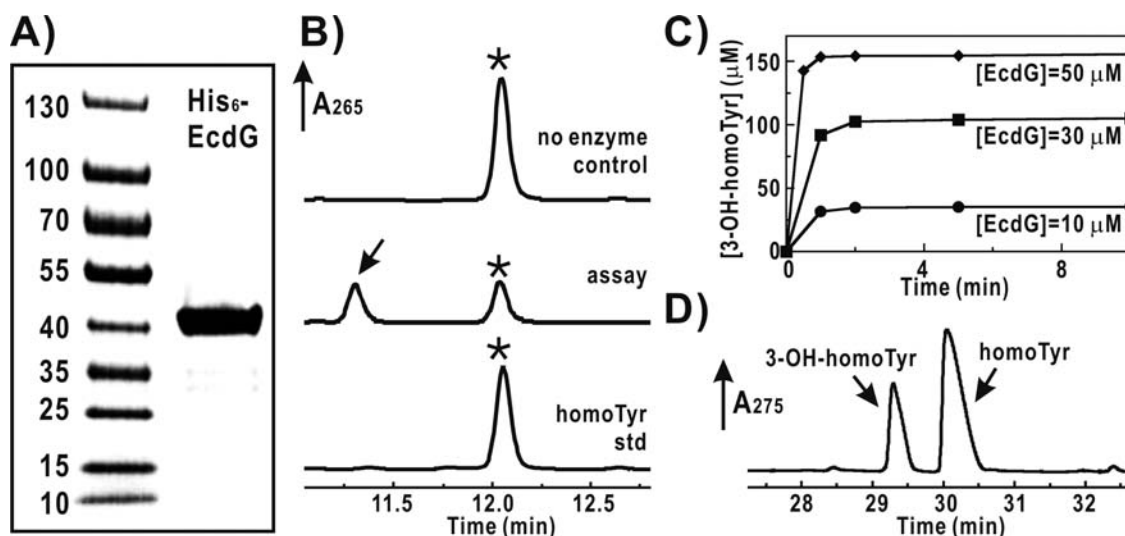 A)
His₆-
EcdG
130
100
70
55
40
35
25
15
10
B)
A₂₆₅
*
no enzyme
control
*
assay
*
homoTyr
std
11.5 12.0 12.5
Time (min)
C)
[3-OH-homoTyr] (µM)
150
100
50
0
[EcdG]=50 µM
[EcdG]=30 µM
[EcdG]=10 µM
0 4 8
Time (min)
D)
A₂₇₅
3-OH-homoTyr
homoTyr
28 29 30 31 32
Time (min)